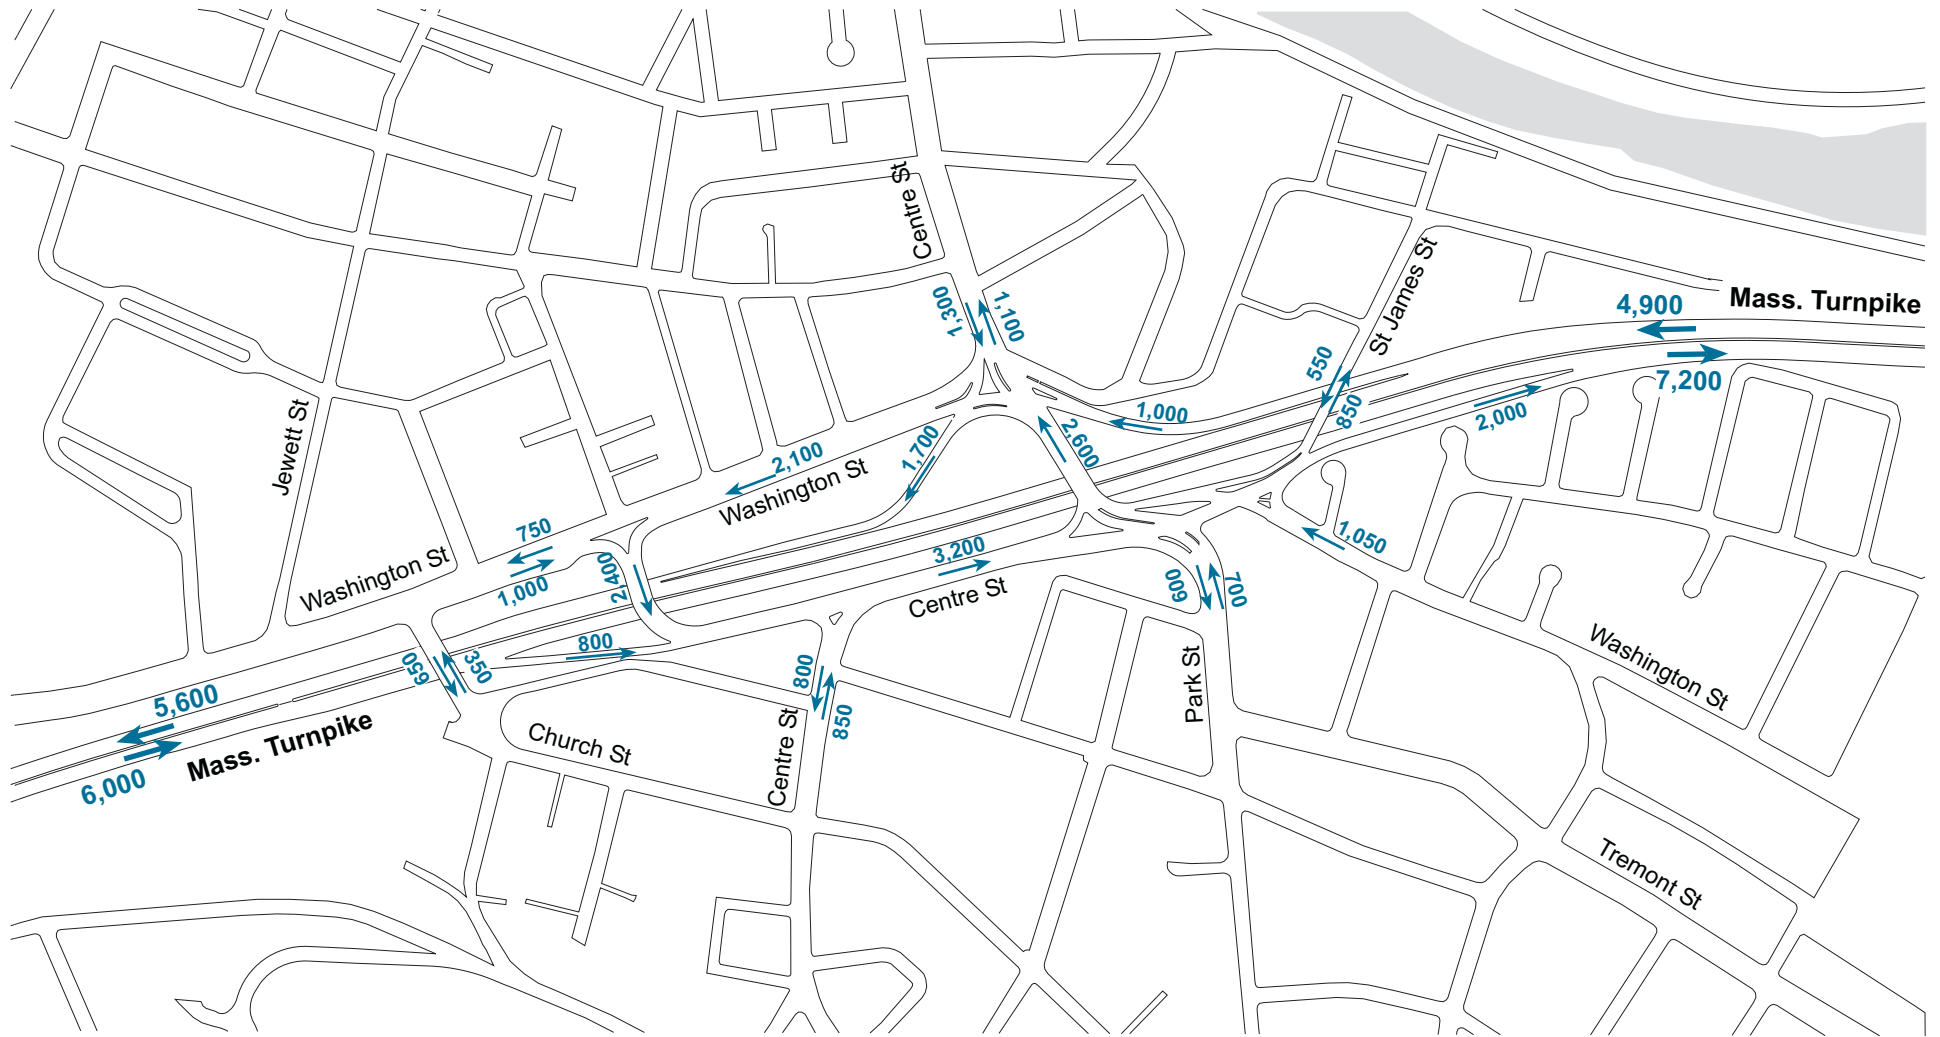 Centre St
1,300
1,100
St James St
Mass. Turnpike
4,900
7,200
550
850
2,000
1,000
2,600
1,700
2,100
Washington St
Jewett St
750
1,000
2,400
3,200
Centre St
1,050
Washington St
600
700
Park St
Washington St
800
650
350
800
850
5,600
6,000
Mass. Turnpike
Church St
Centre St
Tremont St